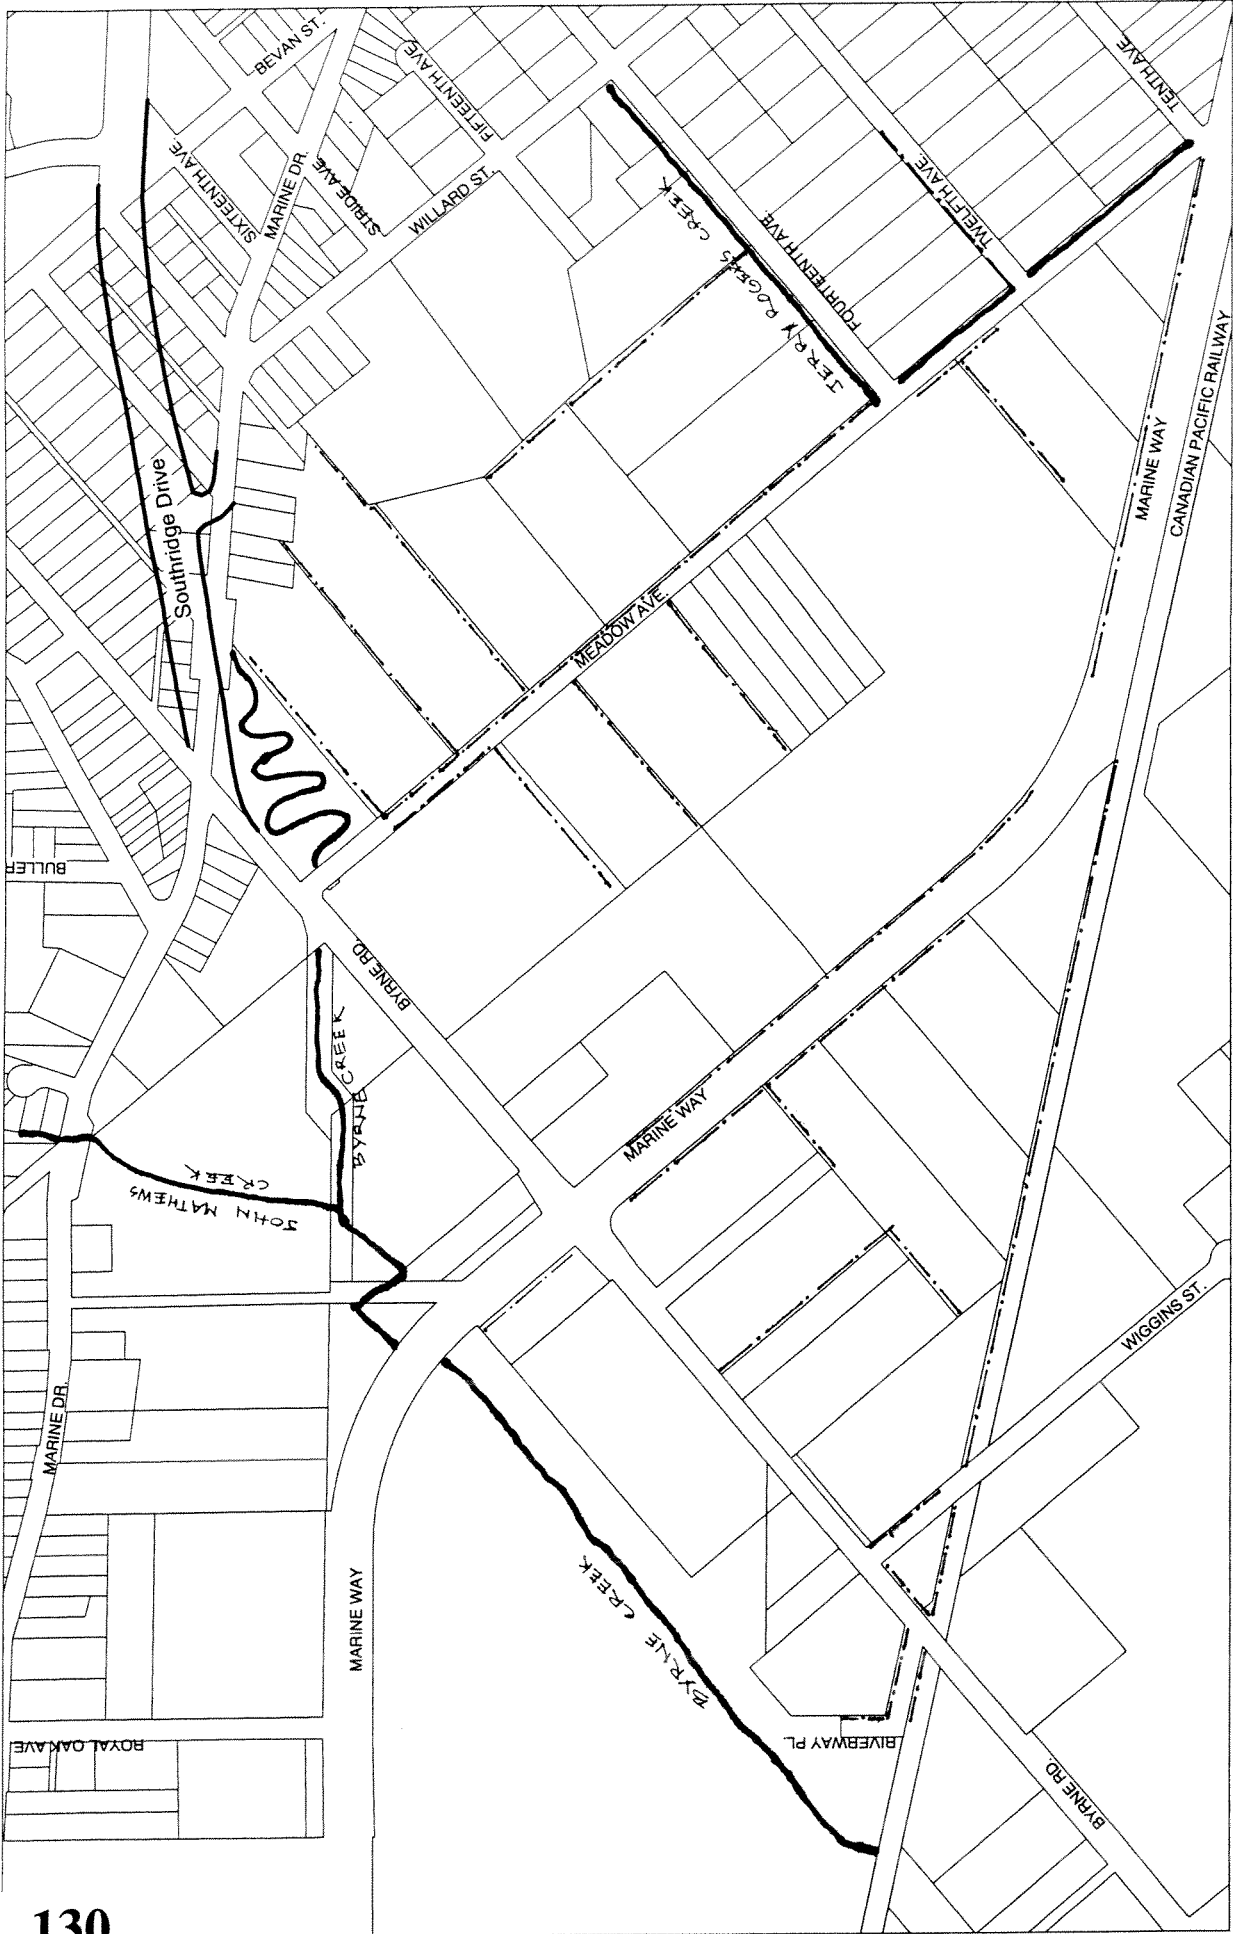 BEVAN ST.
FIFTEENTH AVE.
TENTH AVE
SIXTEENTH AVE.
MARINE DR.
STRIDE AVE
WILLARD ST.
JERRY ROGERS CREEK
FOURTEENTH AVE.
TWELFTH AVE.
Southridge Drive
MARINE WAY
CANADIAN PACIFIC RAILWAY
MEADOW AVE.
BULLER
BYRNE RD.
BYRNE CREEK
MARINE WAY
JOHN MATHEWS
CREEK
WIGGINS ST.
MARINE DR.
MARINE WAY
BYRNE CREEK
ROYAL OAK AVE
RIVERWAY PL.
BYRNE RD.
130